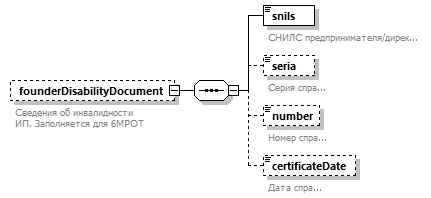 snils
СНИЛС предпринимателя/дирек...
seria
Серия спра...
founderDisabilityDocument
Сведения об инвалидности
ИП. Заполняется для 6МРОТ
number
Номер спра...
certificateDate
Дата спра...